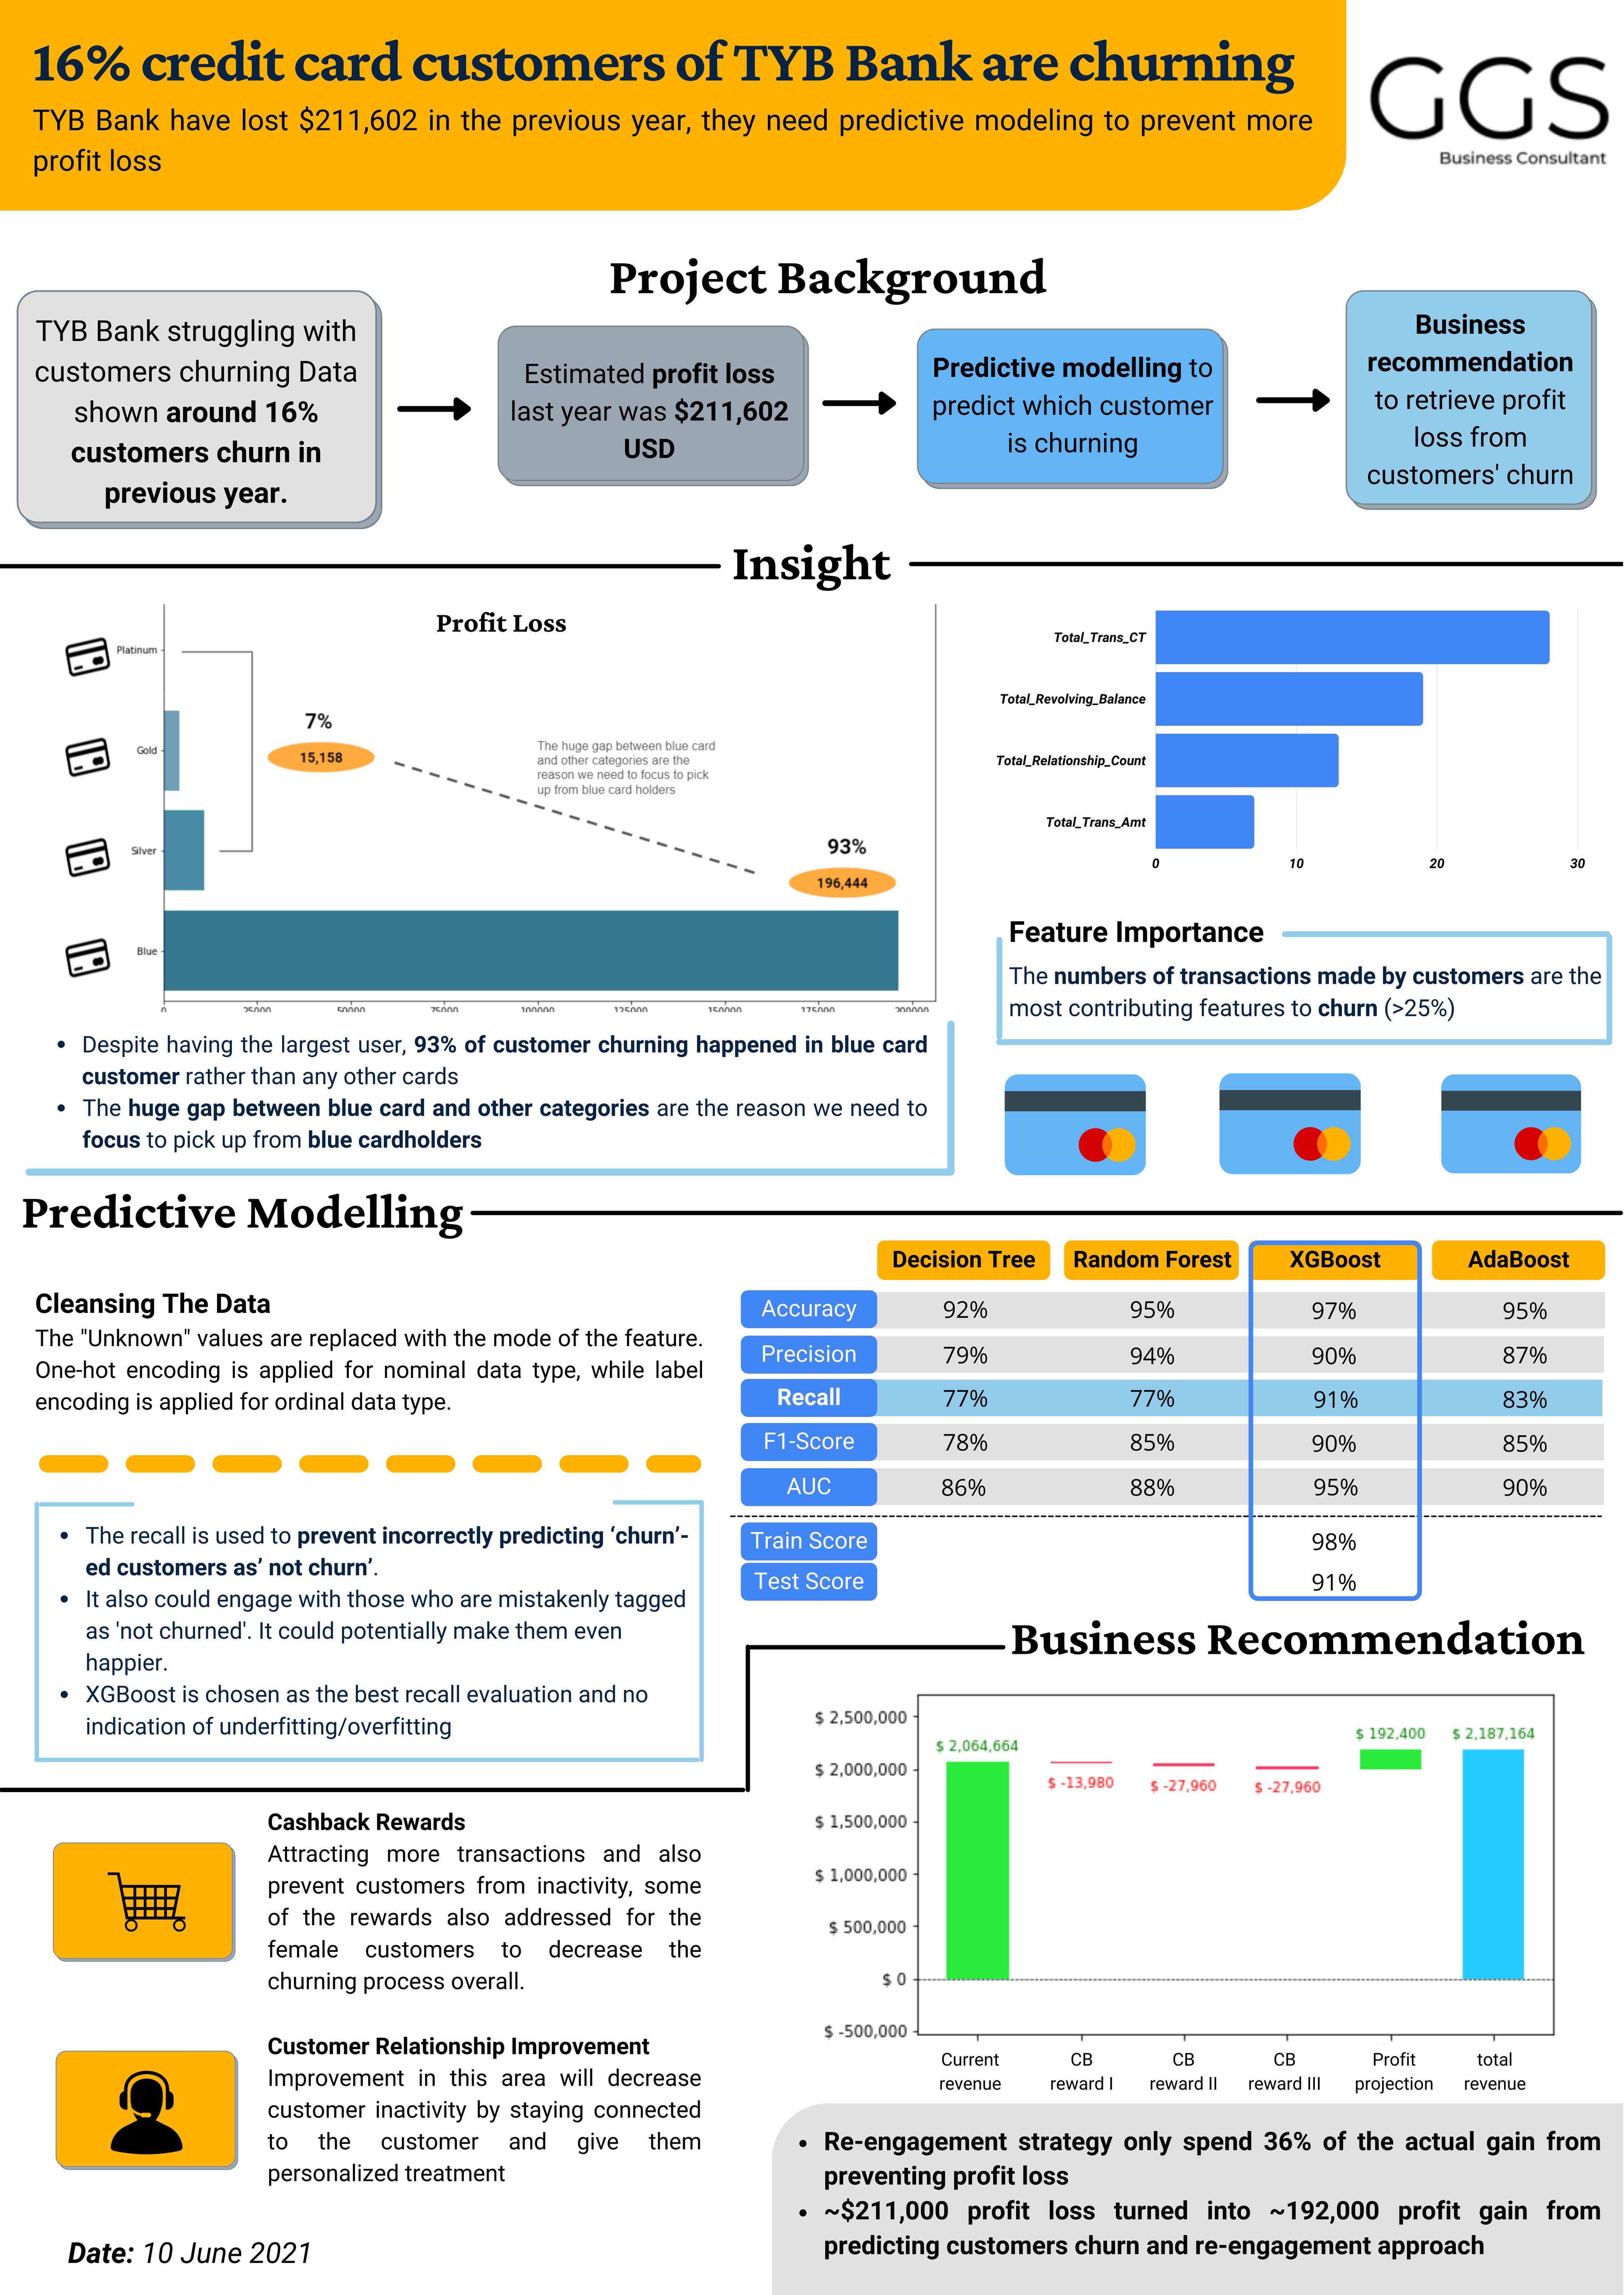 16% credit card customers of TYB Bank are churning
TYB Bank have lost $211,602 in the previous year, they need predictive modeling to prevent more
profit loss
GGS
Business Consultant
Project Background
TYB Bank struggling with
customers churning Data
shown around 16%
customers churn in
previous year.
Estimated profit loss
last year was $211,602
USD
Predictive modelling to
predict which customer
is churning
Business
recommendation
to retrieve profit
loss from
customers' churn
Insight
Profit Loss
Platinum
Gold
Silver
Blue
7%
15,158
The huge gap between blue card
and other categories are the
reason we need to focus to pick
up from blue card holders
93%
196,444
0 25000 50000 75000 100000 125000 150000 175000 200000
Total_Trans_CT
Total_Revolving_Balance
Total_Relationship_Count
Total_Trans_Amt
0 10 20 30
Feature Importance
The numbers of transactions made by customers are the
most contributing features to churn (>25%)
• Despite having the largest user, 93% of customer churning happened in blue card
customer rather than any other cards
• The huge gap between blue card and other categories are the reason we need to
focus to pick up from blue cardholders
Predictive Modelling
Cleansing The Data
The "Unknown" values are replaced with the mode of the feature.
One-hot encoding is applied for nominal data type, while label
encoding is applied for ordinal data type.
• The recall is used to prevent incorrectly predicting ‘churn’-
ed customers as’ not churn’.
• It also could engage with those who are mistakenly tagged
as 'not churned'. It could potentially make them even
happier.
• XGBoost is chosen as the best recall evaluation and no
indication of underfitting/overfitting
Decision Tree Random Forest XGBoost AdaBoost
Accuracy 92% 95% 97% 95%
Precision 79% 94% 90% 87%
Recall 77% 77% 91% 83%
F1-Score 78% 85% 90% 85%
AUC 86% 88% 95% 90%
Train Score 98%
Test Score 91%
Business Recommendation
$ 2,500,000
$ 2,000,000
$ 1,500,000
$ 1,000,000
$ 500,000
$ 0
$ -500,000
$ 2,064,664
$ -13,980
$ -27,960
$ -27,960
$ 192,400
$ 2,187,164
Current
revenue
CB
reward I
CB
reward II
CB
reward III
Profit
projection
total
revenue
Cashback Rewards
Attracting more transactions and also
prevent customers from inactivity, some
of the rewards also addressed for the
female customers to decrease the
churning process overall.
Customer Relationship Improvement
Improvement in this area will decrease
customer inactivity by staying connected
to the customer and give them
personalized treatment
• Re-engagement strategy only spend 36% of the actual gain from
preventing profit loss
• ~$211,000 profit loss turned into ~192,000 profit gain from
predicting customers churn and re-engagement approach
Date: 10 June 2021